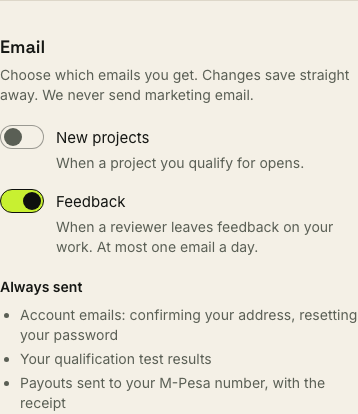 Email
Choose which emails you get. Changes save straight
away. We never send marketing email.
New projects
When a project you qualify for opens.
Feedback
When a reviewer leaves feedback on your
work. At most one email a day.
Always sent
• Account emails: confirming your address, resetting
your password
• Your qualification test results
• Payouts sent to your M-Pesa number, with the
receipt